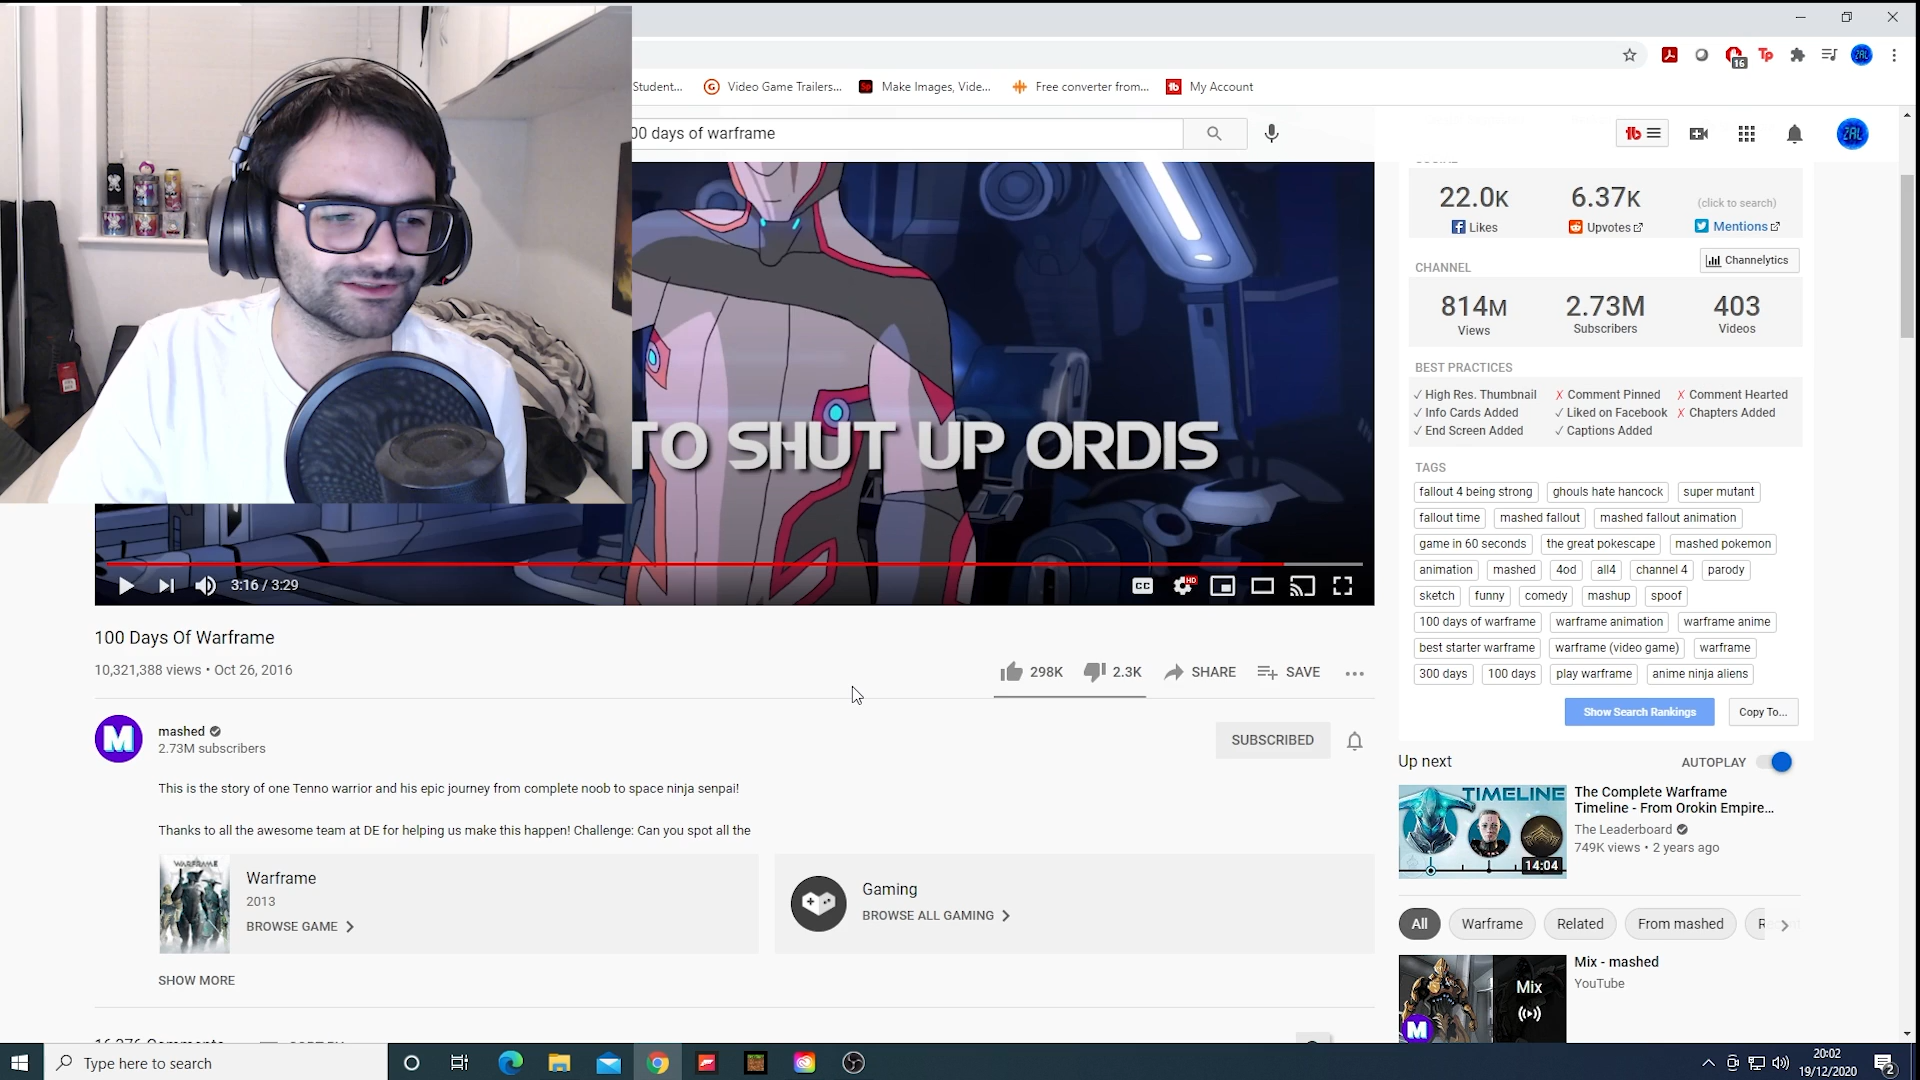 16
Tp
Student...
Video Game Trailers...
Make Images, Vide...
Free converter from...
My Account
00 days of warframe
22.0K
6.37K
(click to search)
Likes
Upvotes
Mentions
CHANNEL
Channelytics
814M
2.73M
403
Views
Subscribers
Videos
BEST PRACTICES
✓ High Res. Thumbnail
✗ Comment Pinned
✗ Comment Hearted
✓ Info Cards Added
✓ Liked on Facebook
✗ Chapters Added
✓ End Screen Added
✓ Captions Added
TAGS
fallout 4 being strong
ghouls hate hancock
super mutant
fallout time
mashed fallout
mashed fallout animation
game in 60 seconds
the great pokescape
mashed pokemon
animation
mashed
4od
all4
channel 4
parody
sketch
funny
comedy
mashup
spoof
100 days of warframe
warframe animation
warframe anime
best starter warframe
warframe (video game)
warframe
300 days
100 days
play warframe
anime ninja aliens
Show Search Rankings
Copy To...
TO SHUT UP ORDIS
3:16 / 3:29
CC
HD
100 Days Of Warframe
10,321,388 views • Oct 26, 2016
298K
2.3K
SHARE
SAVE
M
mashed
2.73M subscribers
SUBSCRIBED
This is the story of one Tenno warrior and his epic journey from complete noob to space ninja senpai!
Thanks to all the awesome team at DE for helping us make this happen! Challenge: Can you spot all the
WARFRAME
Warframe
2013
BROWSE GAME
Gaming
BROWSE ALL GAMING
SHOW MORE
Up next
AUTOPLAY
TIMELINE
14:04
The Complete Warframe
Timeline - From Orokin Empire...
The Leaderboard
749K views • 2 years ago
All
Warframe
Related
From mashed
Mix
M
Mix - mashed
YouTube
Type here to search
20:02
19/12/2020
2